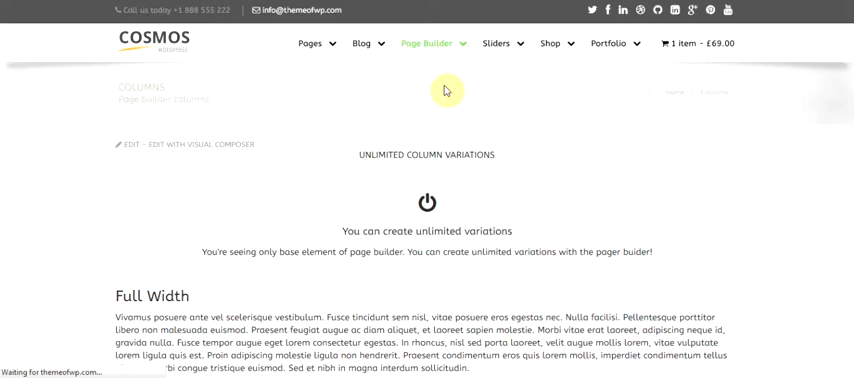 Call us today +1 888 555 222
info@themeofwp.com
COSMOS
WORDPRESS
Pages
Blog
Page Builder
Sliders
Shop
Portfolio
1 item - £69.00
COLUMNS
Page builder columns
Home
Columns
EDIT - EDIT WITH VISUAL COMPOSER
UNLIMITED COLUMN VARIATIONS
You can create unlimited variations
You're seeing only base element of page builder. You can create unlimited variations with the pager buider!
Full Width
Vivamus posuere ante vel scelerisque vestibulum. Fusce tincidunt sem nisl, vitae posuere eros egestas nec. Nulla facilisi. Pellentesque porttitor
libero non malesuada euismod. Praesent feugiat augue ac diam aliquet, et laoreet sapien molestie. Morbi vitae erat laoreet, adipiscing neque id,
gravida nulla. Fusce tempor augue eget lorem consectetur egestas. In rhoncus, nisl sed porta laoreet, velit augue mollis lorem, vitae vulputate
lorem ligula quis est. Proin adipiscing molestie ligula non hendrerit. Praesent condimentum eros quis lorem mollis, imperdiet condimentum tellus
morbi congue tristique euismod. Sed et nibh in magna interdum sollicitudin.
Waiting for themeofwp.com...